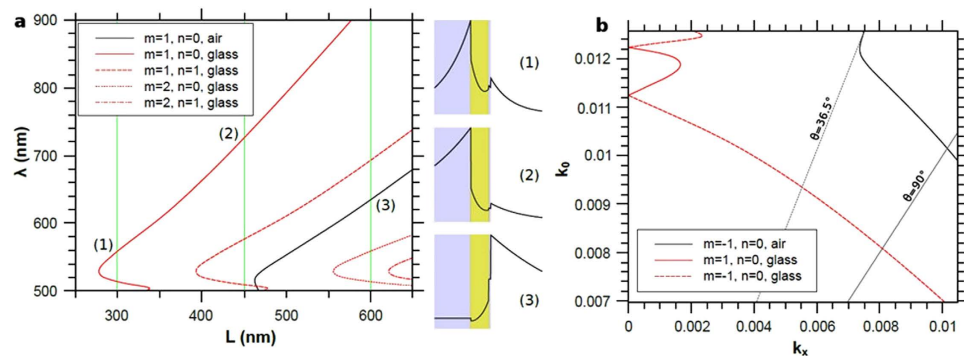 a
900
800
700
600
500
λ (nm)
m=1, n=0, air
m=1, n=0, glass
m=1, n=1, glass
m=2, n=0, glass
m=2, n=1, glass
(1)
(2)
(3)
300
400
500
600
L (nm)
(1)
(2)
(3)
b
0.012
0.011
0.01
0.009
0.008
0.007
k₀
θ=36.5°
θ=90°
m=-1, n=0, air
m=1, n=0, glass
m=-1, n=0, glass
0
0.002
0.004
0.006
0.008
0.01
kₓ